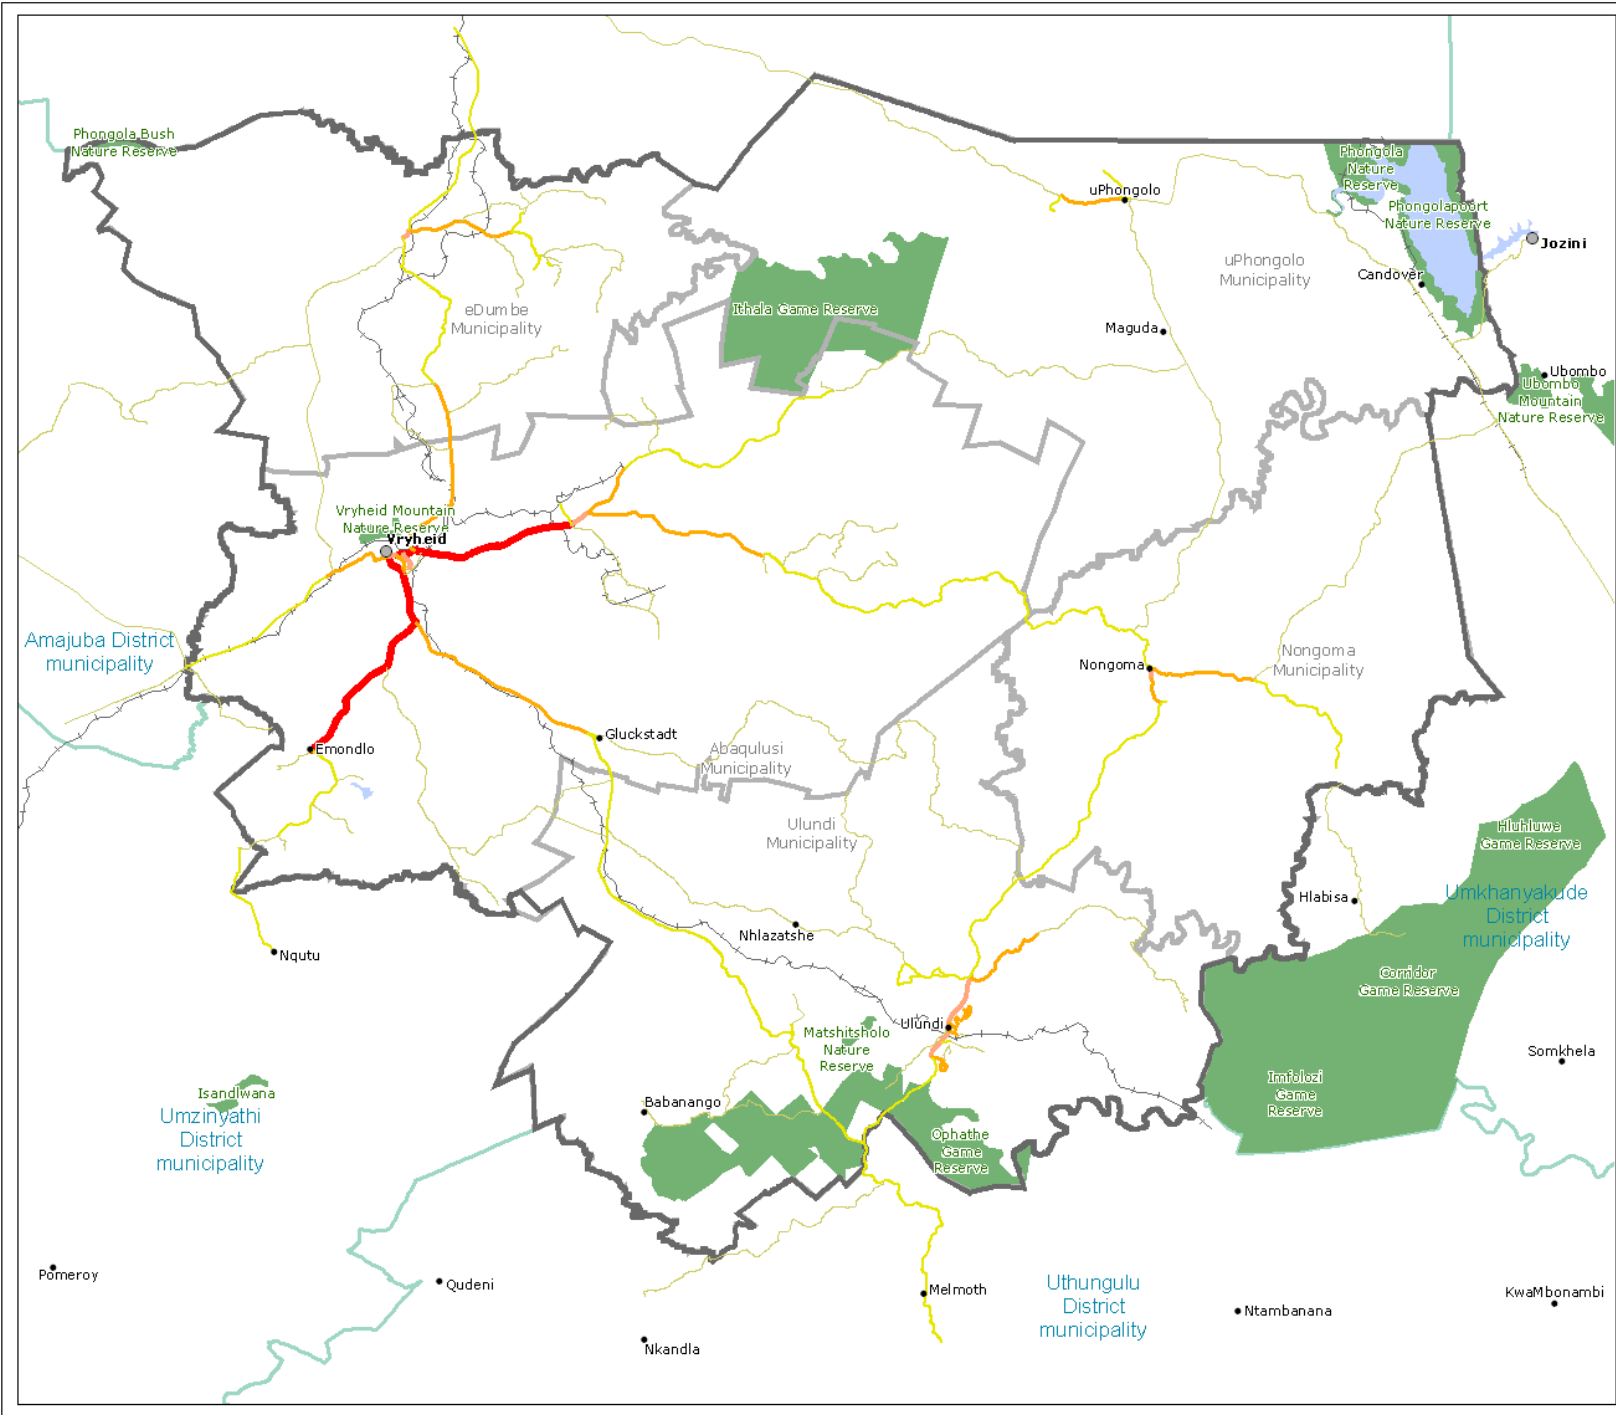 Phongola Bush
Nature Reserve
Phongola
Nature
Reserve
uPhongolo
Phongolapoort
Nature Reserve
Jozini
uPhongolo
Municipality
Candover
eDumbe
Municipality
Ithala Game Reserve
Maguda
Ubombo
Ubombo
Mountain
Nature Reserve
Vryheid Mountain
Nature Reserve
Vryheid
Amajuba District
municipality
Nongoma
Nongoma
Municipality
Emondlo
Gluckstadt
Abaqulusi
Municipality
Ulundi
Municipality
Hluhluwe
Game Reserve
Hlabisa
Umkhanyakude
District
municipality
Nhlazatshe
Nqutu
Corridor
Game Reserve
Ulundi
Matshitsholo
Nature
Reserve
Somkhela
Isandlwana
Imfolozi
Game
Reserve
Babanango
Umzinyathi
District
municipality
Ophathe
Game
Reserve
Pomeroy
Qudeni
Melmoth
Uthungulu
District
municipality
Ntambanana
KwaMbonambi
Nkandla